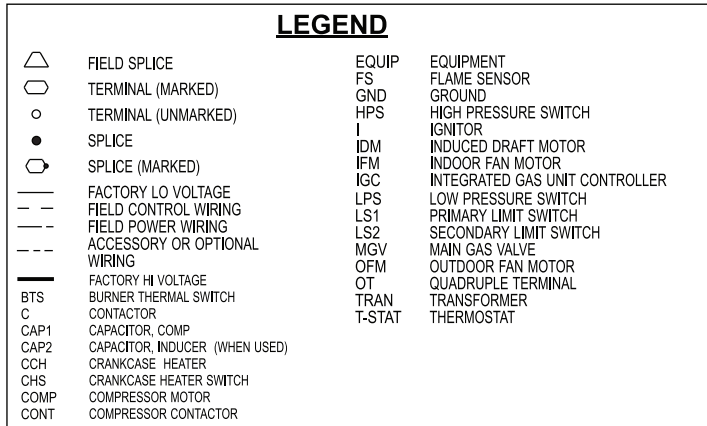 LEGEND
FIELD SPLICE
TERMINAL (MARKED)
TERMINAL (UNMARKED)
SPLICE
SPLICE (MARKED)
FACTORY LO VOLTAGE
FIELD CONTROL WIRING
FIELD POWER WIRING
ACCESSORY OR OPTIONAL
WIRING
FACTORY HI VOLTAGE
BTS BURNER THERMAL SWITCH
C CONTACTOR
CAP1 CAPACITOR, COMP
CAP2 CAPACITOR, INDUCER (WHEN USED)
CCH CRANKCASE HEATER
CHS CRANKCASE HEATER SWITCH
COMP COMPRESSOR MOTOR
CONT COMPRESSOR CONTACTOR
EQUIP EQUIPMENT
FS FLAME SENSOR
GND GROUND
HPS HIGH PRESSURE SWITCH
I IGNITOR
IDM INDUCED DRAFT MOTOR
IFM INDOOR FAN MOTOR
IGC INTEGRATED GAS UNIT CONTROLLER
LPS LOW PRESSURE SWITCH
LS1 PRIMARY LIMIT SWITCH
LS2 SECONDARY LIMIT SWITCH
MGV MAIN GAS VALVE
OFM OUTDOOR FAN MOTOR
OT QUADRUPLE TERMINAL
TRAN TRANSFORMER
T-STAT THERMOSTAT